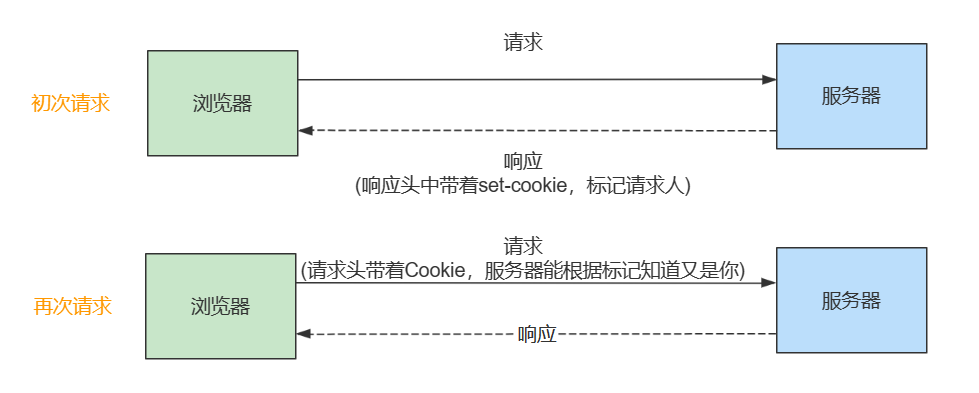 请求
初次请求
浏览器
服务器
响应
(响应头中带着set-cookie，标记请求人)
请求
(请求头带着Cookie，服务器能根据标记知道又是你)
再次请求
浏览器
服务器
响应